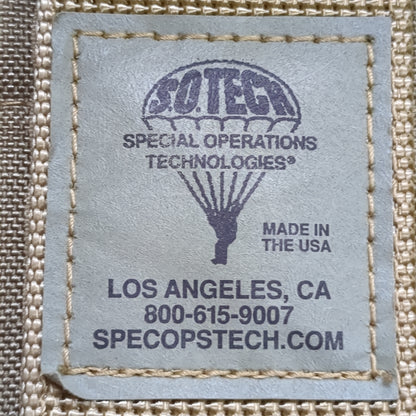 S.O.TECH
SPECIAL OPERATIONS
TECHNOLOGIES®
MADE IN
THE USA
LOS ANGELES, CA
800-615-9007
SPECOPSTECH.COM